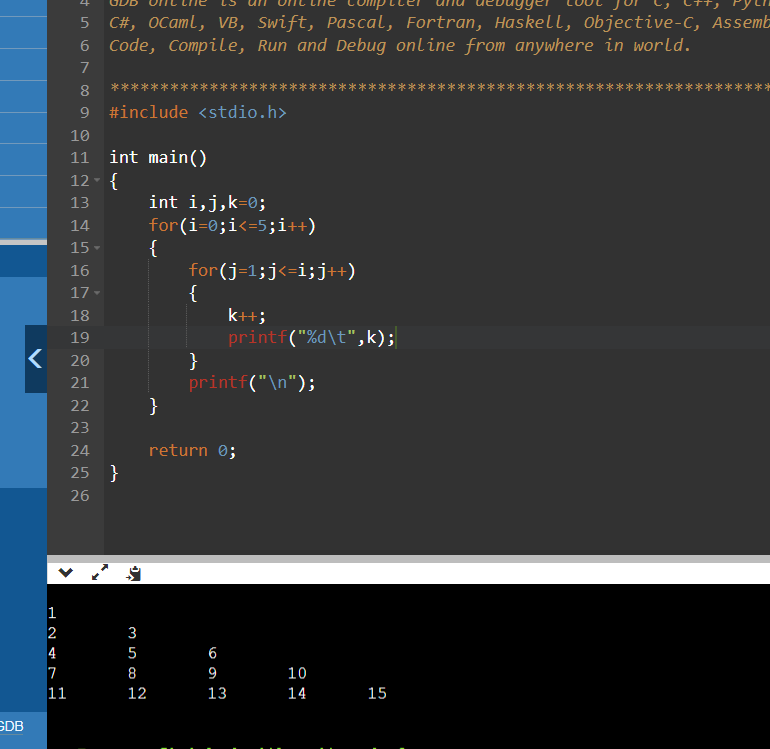 4 GDB online is an online compiler and debugger tool for C, C++,
5 C#, OCaml, VB, Swift, Pascal, Fortran, Haskell, Objective-C, Assemb
6 Code, Compile, Run and Debug online from anywhere in world.
7
8 *******************************************************************
9 #include <stdio.h>
10
11 int main()
12 {
13 int i,j,k=0;
14 for(i=0;i<=5;i++)
15 {
16 for(j=1;j<=i;j++)
17 {
18 k++;
19 printf("%d\t",k);
20 }
21 printf("\n");
22 }
23
24 return 0;
25 }
26
1
2 3
4 5 6
7 8 9 10
11 12 13 14 15
GDB